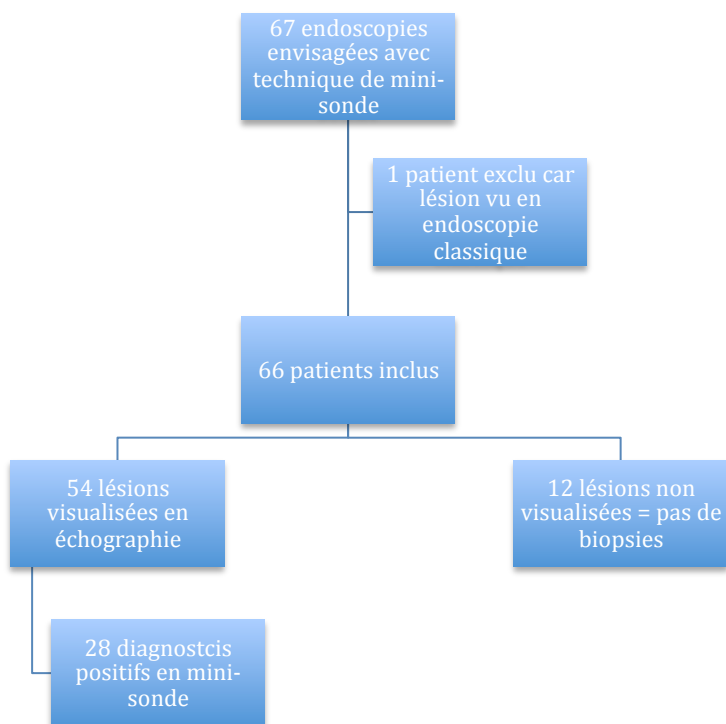 67 endoscopies
envisagées avec
technique de mini-
sonde
1 patient exclu car
lésion vu en
endoscopie
classique
66 patients inclus
54 lésions
visualisées en
échographie
12 lésions non
visualisées = pas de
biopsies
28 diagnostcis
positifs en mini-
sonde